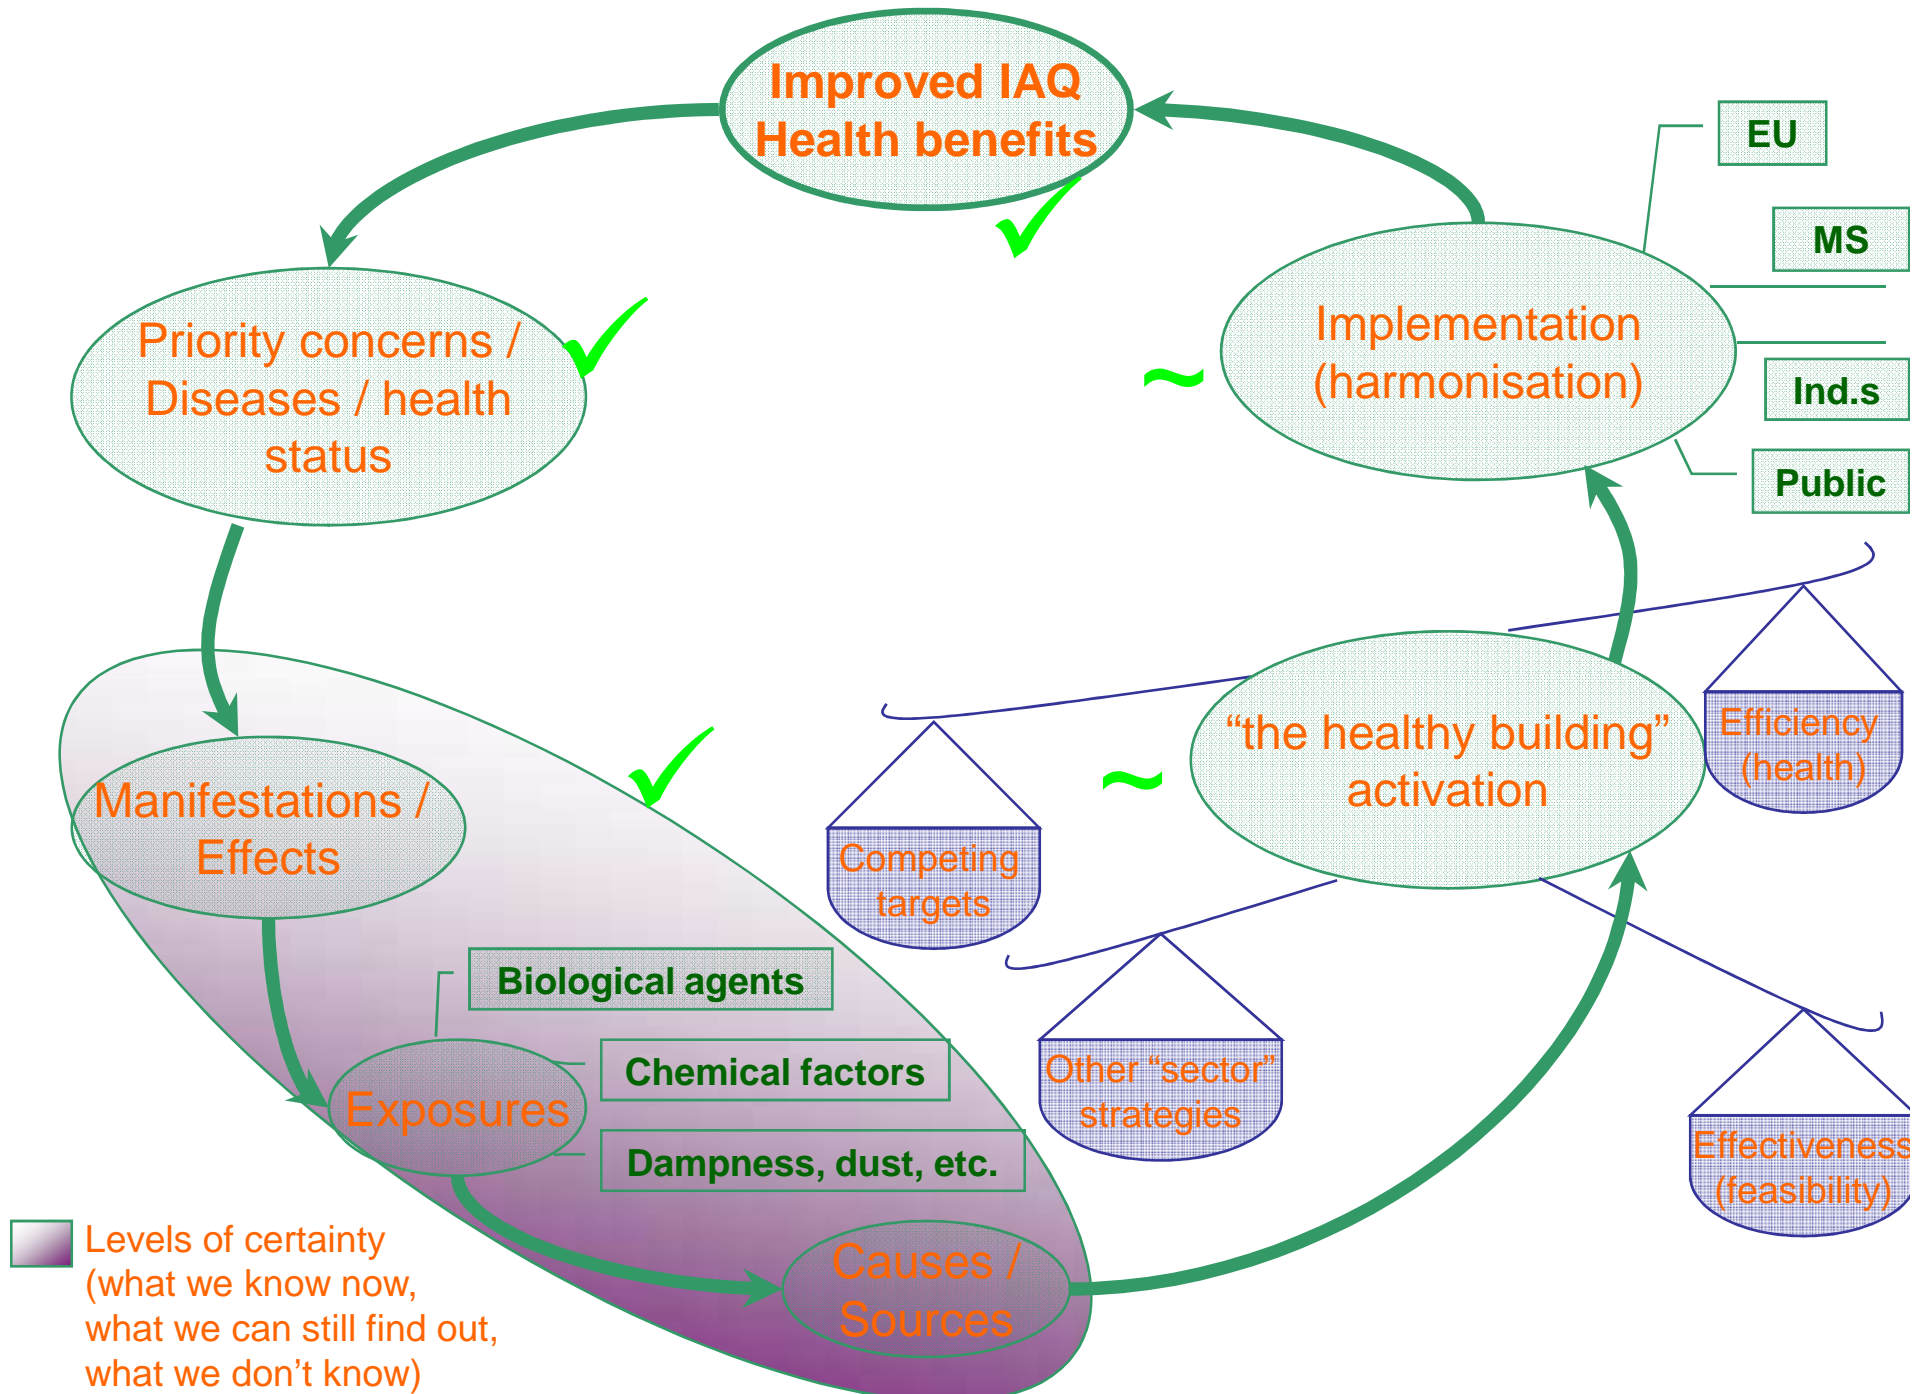 Improved IAQ
Health benefits
EU
MS
Implementation
(harmonisation)
Ind.s
Public
Priority concerns /
Diseases / health
status
~
Manifestations /
Effects
~
“the healthy building”
activation
Efficiency
(health)
Competing
targets
Biological agents
Chemical factors
Exposures
Dampness, dust, etc.
Other “sector”
strategies
Effectiveness
(feasibility)
Causes /
Sources
Levels of certainty
(what we know now,
what we can still find out,
what we don’t know)